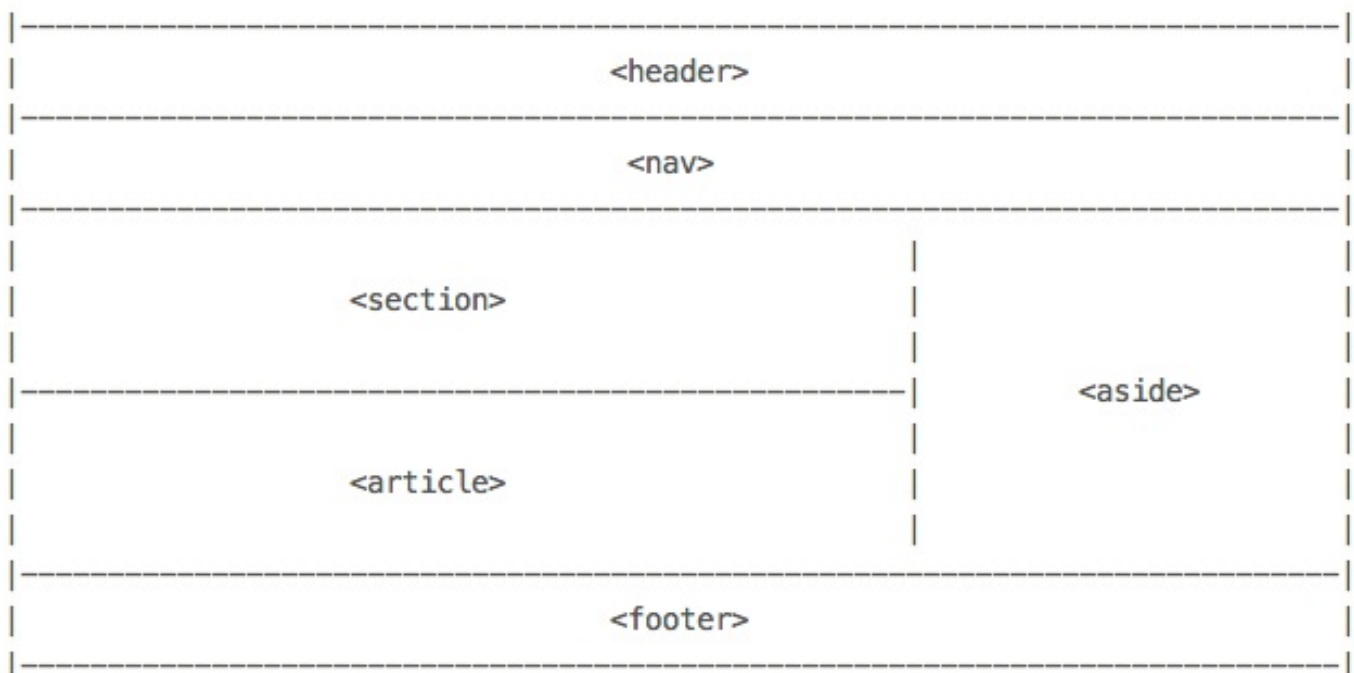 <header>
<nav>
<section>
<aside>
<article>
<footer>